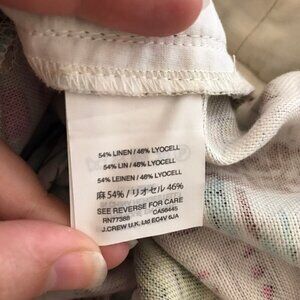 54% LINEN / 46% LYOCELL
54% LIN / 46% LYOCELL
54% LEINEN / 46% LYOCELL
麻 54% / リオセル 46%
SEE REVERSE FOR CARE
RN77388 CA56445
J.CREW U.K. Ltd EC4V 6JA